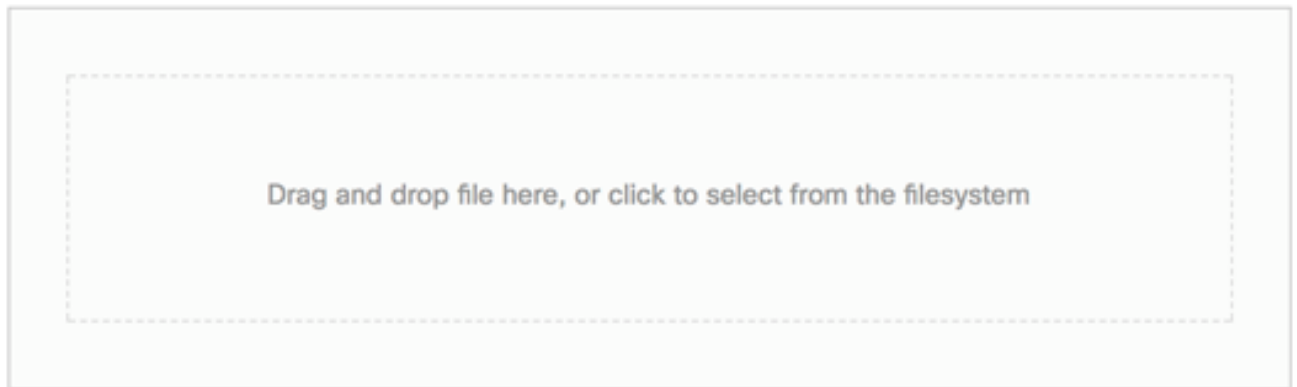 Drag and drop file here, or click to select from the filesystem